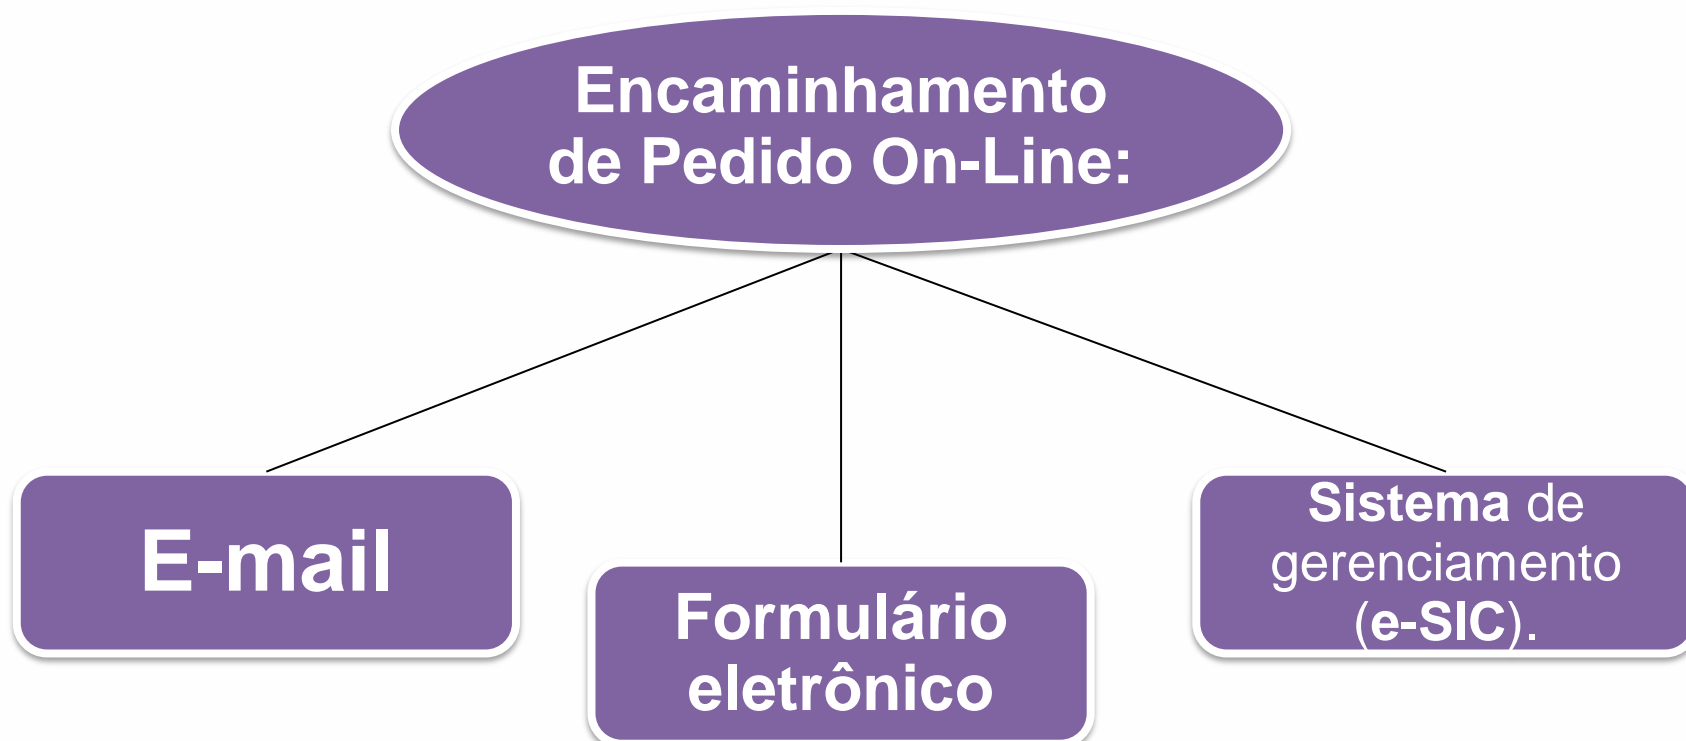 Encaminhamento
de Pedido On-Line:
E-mail
Formulário
eletrônico
Sistema de
gerenciamento
(e-SIC).